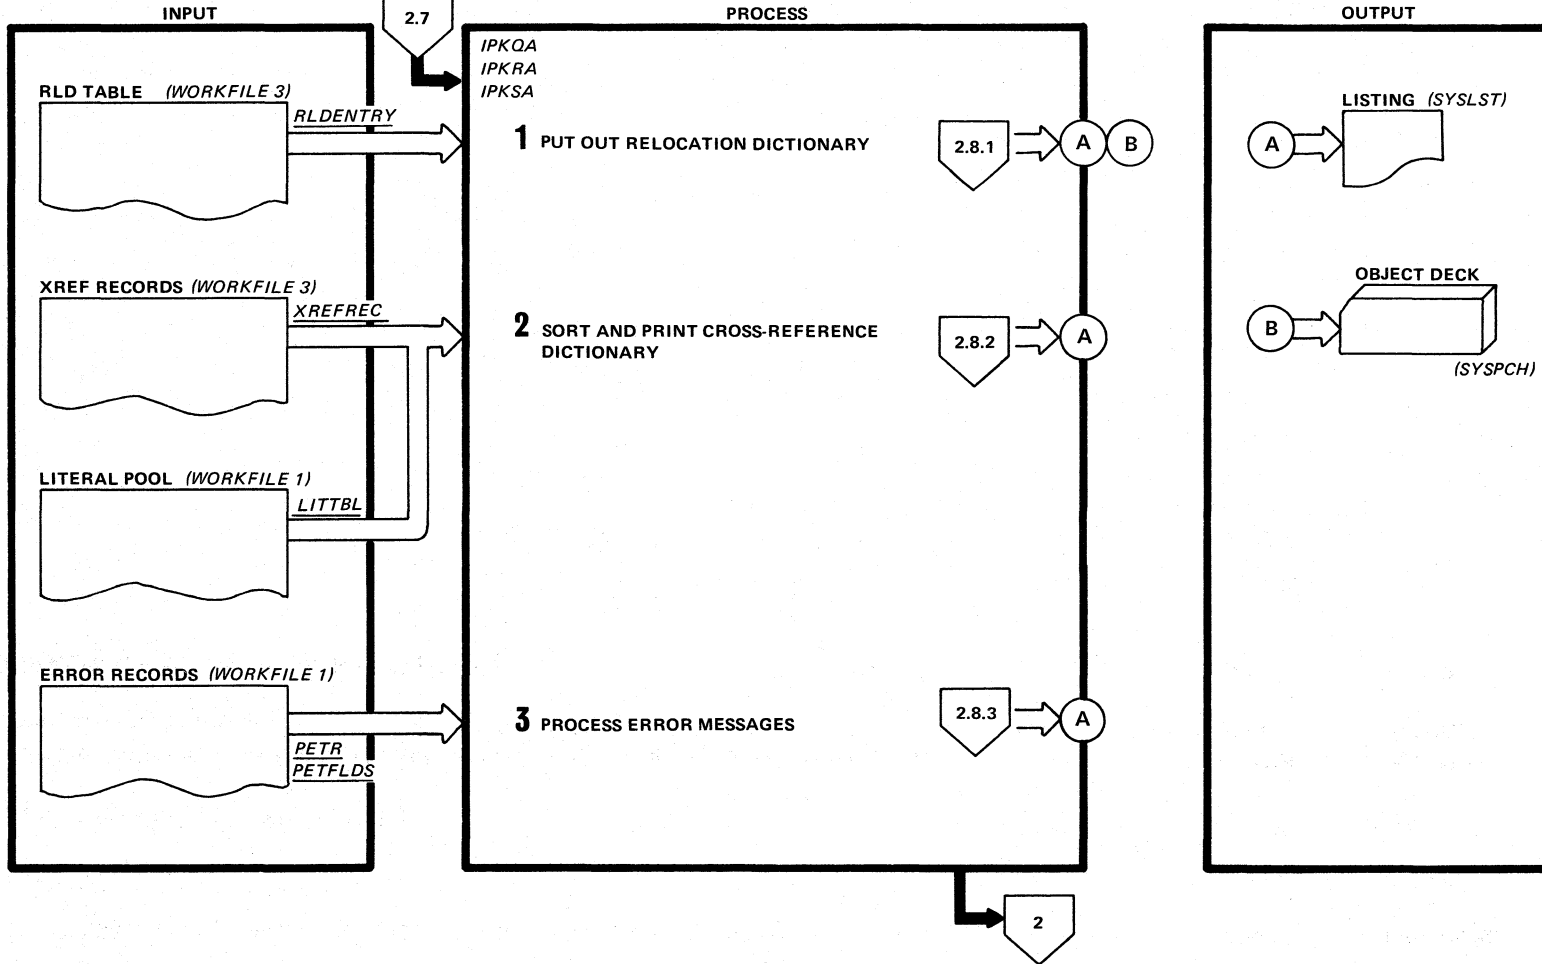 INPUT
2.7
PROCESS
OUTPUT
IPKQA
IPKRA
IPKSA
RLD TABLE (WORKFILE 3)
RLDENTRY
1 PUT OUT RELOCATION DICTIONARY
2.8.1
A
B
LISTING (SYSLST)
A
XREF RECORDS (WORKFILE 3)
XREFREC
2 SORT AND PRINT CROSS-REFERENCE
DICTIONARY
2.8.2
A
OBJECT DECK
B
(SYSPCH)
LITERAL POOL (WORKFILE 1)
LITTBL
ERROR RECORDS (WORKFILE 1)
PETR
PETFLDS
3 PROCESS ERROR MESSAGES
2.8.3
A
2